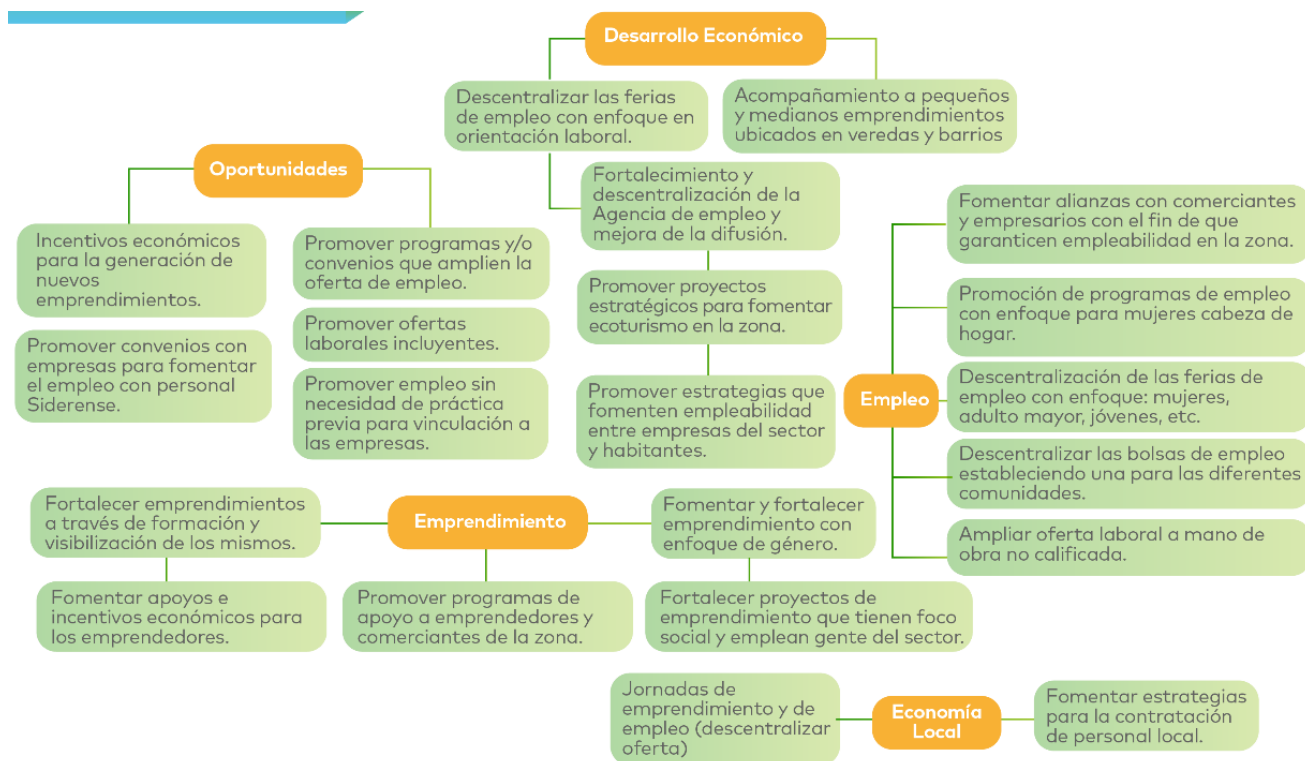 Desarrollo Económico
Descentralizar las ferias
de empleo con enfoque en
orientación laboral.
Acompañamiento a pequeños
y medianos emprendimientos
ubicados en veredas y barrios
Fortalecimiento y
descentralización de la
Agencia de empleo y
mejora de la difusión.
Promover proyectos
estratégicos para fomentar
ecoturismo en la zona.
Promover estrategias que
fomenten empleabilidad
entre empresas del sector
y habitantes.
Oportunidades
Incentivos económicos
para la generación de
nuevos
emprendimientos.
Promover convenios con
empresas para fomentar
el empleo con personal
Siderense.
Promover programas y/o
convenios que amplien la
oferta de empleo.
Promover ofertas
laborales incluyentes.
Promover empleo sin
necesidad de práctica
previa para vinculación a
las empresas.
Empleo
Fomentar alianzas con comerciantes
y empresarios con el fin de que
garanticen empleabilidad en la zona.
Promoción de programas de empleo
con enfoque para mujeres cabeza de
hogar.
Descentralización de las ferias de
empleo con enfoque: mujeres,
adulto mayor, jóvenes, etc.
Descentralizar las bolsas de empleo
estableciendo una para las diferentes
comunidades.
Ampliar oferta laboral a mano de
obra no calificada.
Emprendimiento
Fortalecer emprendimientos
a través de formación y
visibilización de los mismos.
Fomentar apoyos e
incentivos económicos para
los emprendedores.
Promover programas de
apoyo a emprendedores y
comerciantes de la zona.
Fomentar y fortalecer
emprendimiento con
enfoque de género.
Fortalecer proyectos de
emprendimiento que tienen foco
social y emplean gente del sector.
Economía
Local
Jornadas de
emprendimiento y de
empleo (descentralizar
oferta)
Fomentar estrategias
para la contratación
de personal local.